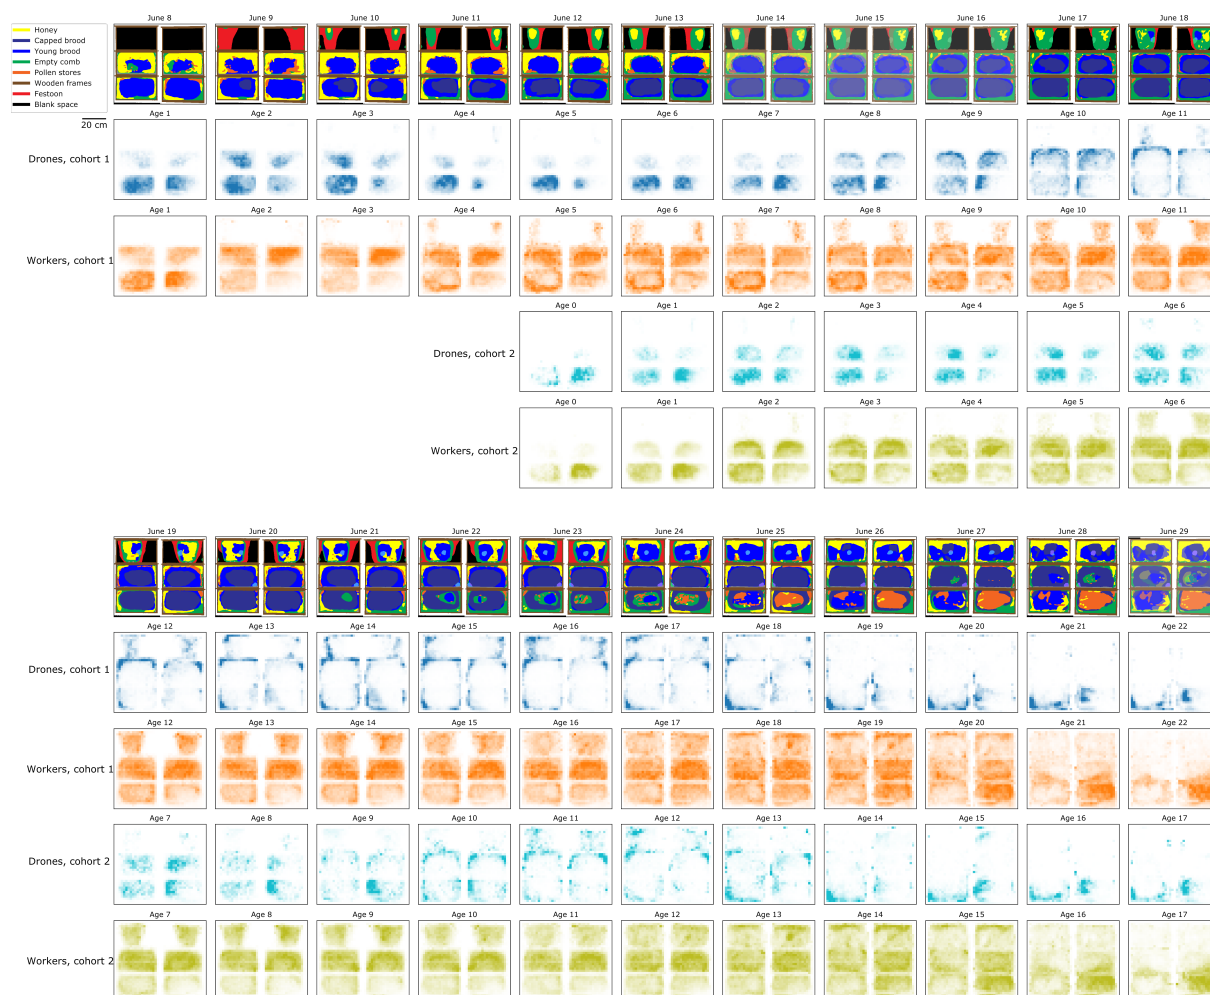 June 8 June 9 June 10 June 11 June 12 June 13 June 14 June 15 June 16 June 17 June 18
Honey
Capped brood
Young brood
Empty comb
Pollen stores
Wooden frames
Festoon
Blank space
20 cm
Age 1 Age 2 Age 3 Age 4 Age 5 Age 6 Age 7 Age 8 Age 9 Age 10 Age 11
Drones, cohort 1
Age 1 Age 2 Age 3 Age 4 Age 5 Age 6 Age 7 Age 8 Age 9 Age 10 Age 11
Workers, cohort 1
Age 0 Age 1 Age 2 Age 3 Age 4 Age 5 Age 6
Drones, cohort 2
Age 0 Age 1 Age 2 Age 3 Age 4 Age 5 Age 6
Workers, cohort 2
June 19 June 20 June 21 June 22 June 23 June 24 June 25 June 26 June 27 June 28 June 29
Age 12 Age 13 Age 14 Age 15 Age 16 Age 17 Age 18 Age 19 Age 20 Age 21 Age 22
Drones, cohort 1
Age 12 Age 13 Age 14 Age 15 Age 16 Age 17 Age 18 Age 19 Age 20 Age 21 Age 22
Workers, cohort 1
Age 7 Age 8 Age 9 Age 10 Age 11 Age 12 Age 13 Age 14 Age 15 Age 16 Age 17
Drones, cohort 2
Age 7 Age 8 Age 9 Age 10 Age 11 Age 12 Age 13 Age 14 Age 15 Age 16 Age 17
Workers, cohort 2